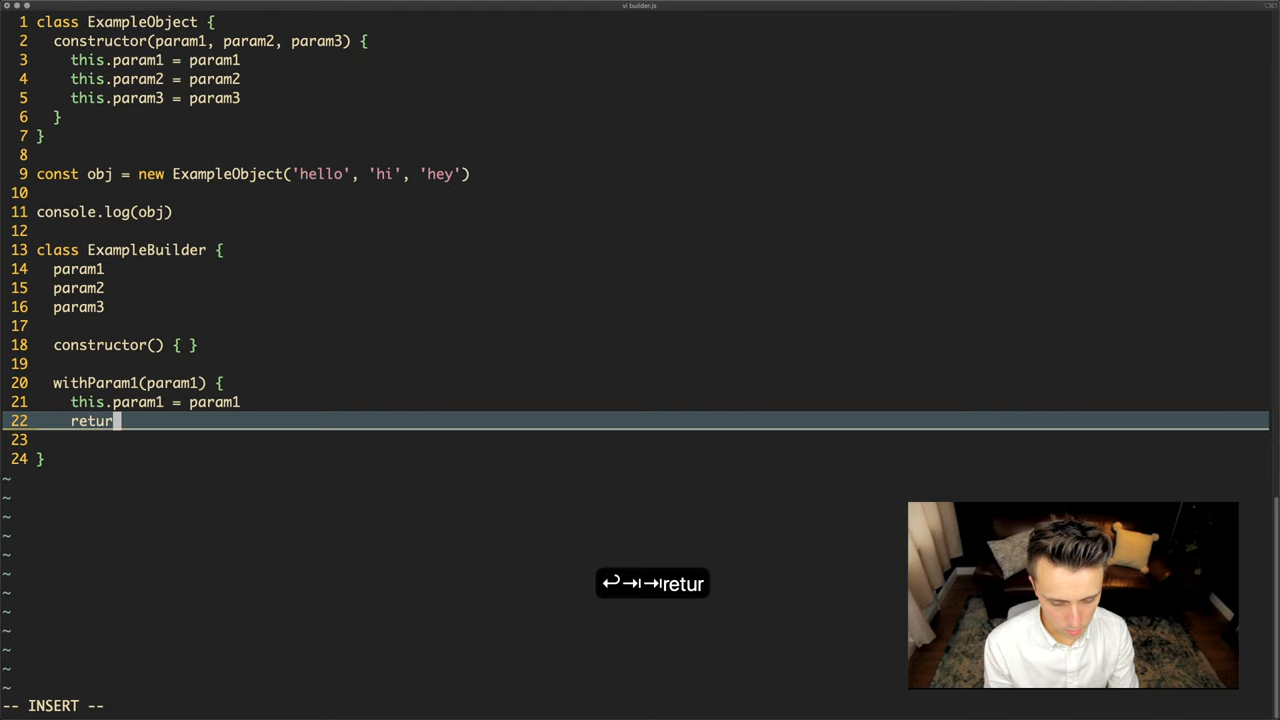 vi builder.js
1 class ExampleObject {
2   constructor(param1, param2, param3) {
3     this.param1 = param1
4     this.param2 = param2
5     this.param3 = param3
6   }
7 }
8
9 const obj = new ExampleObject('hello', 'hi', 'hey')
10
11 console.log(obj)
12
13 class ExampleBuilder {
14   param1
15   param2
16   param3
17
18   constructor() { }
19
20   withParam1(param1) {
21     this.param1 = param1
22     retur
23
24 }
~
~
~
~
~
↩⇥⇥retur
~
~
~
~
~
~
-- INSERT --